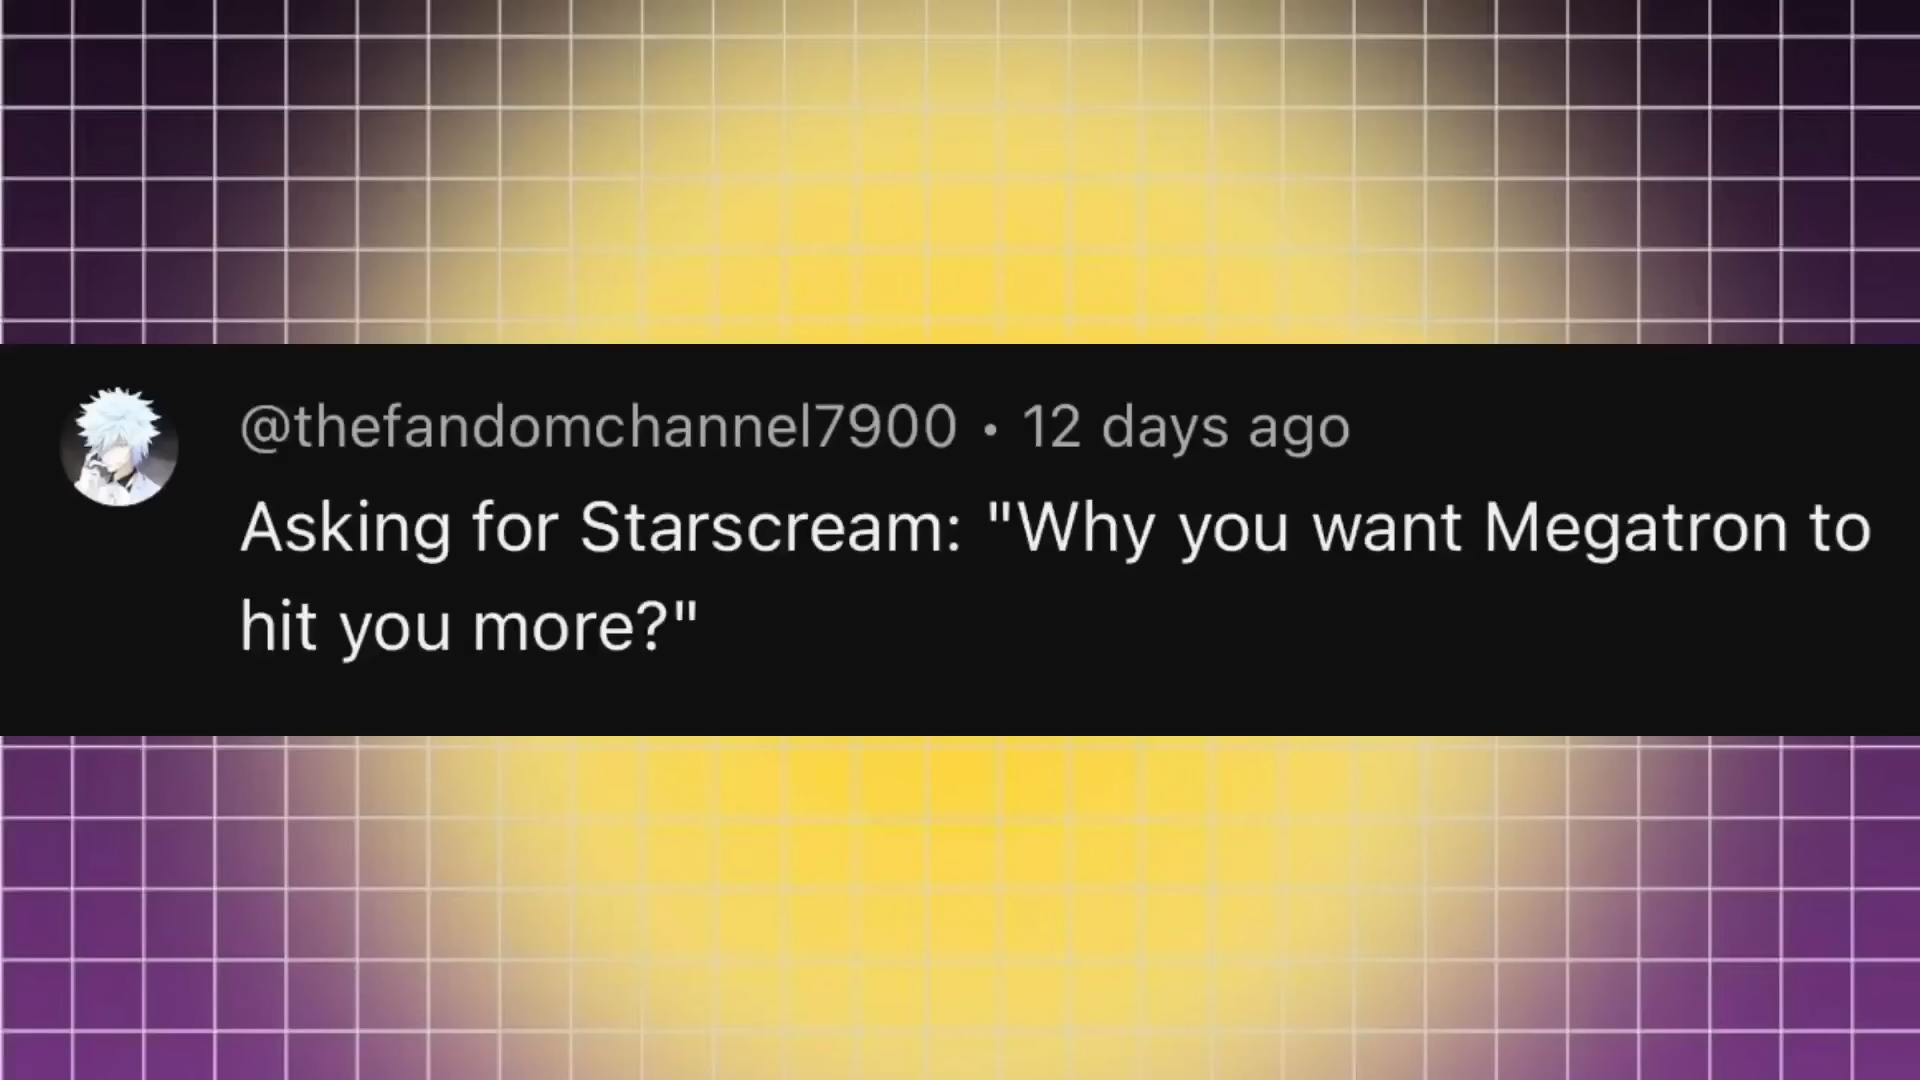 @thefandomchannel7900 • 12 days ago
Asking for Starscream: "Why you want Megatron to
hit you more?"